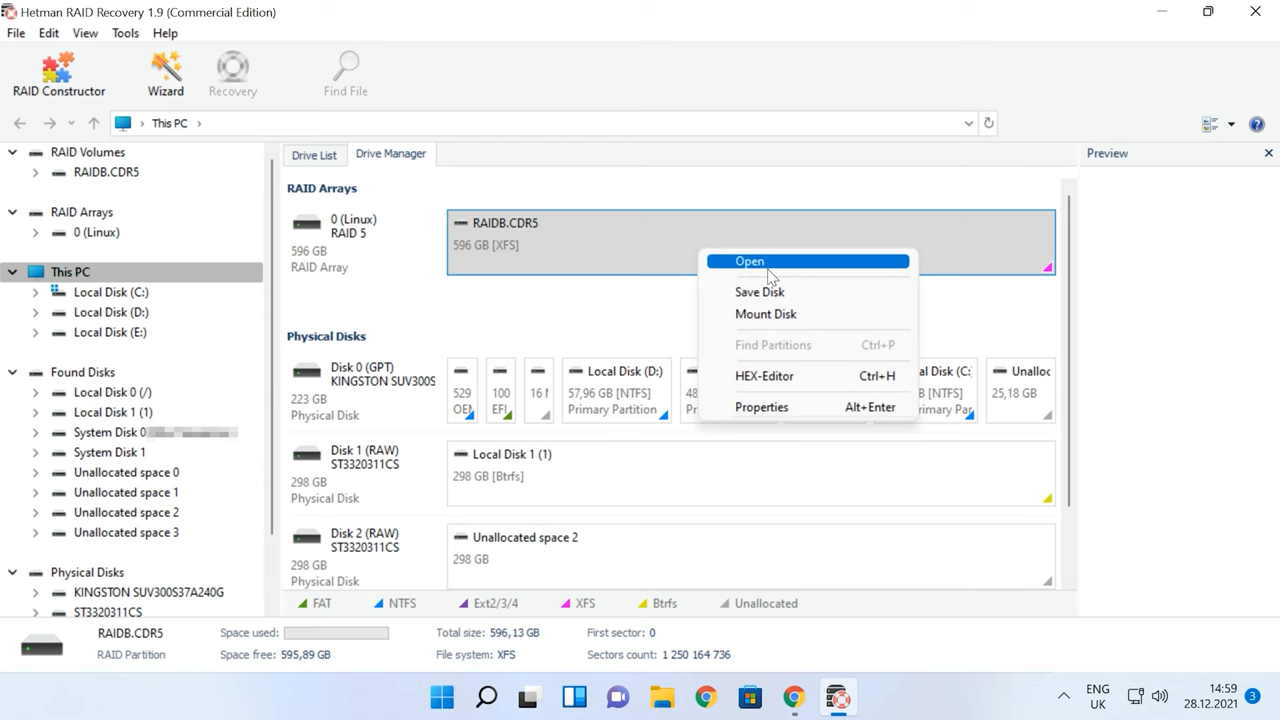 Hetman RAID Recovery 1.9 (Commercial Edition)
File Edit View Tools Help
RAID Constructor Wizard Recovery Find File
This PC
RAID Volumes
RAIDB.CDR5
RAID Arrays
0 (Linux)
This PC
Local Disk (C:)
Local Disk (D:)
Local Disk (E:)
Found Disks
Local Disk 0 (/)
Local Disk 1 (1)
System Disk 0
System Disk 1
Unallocated space 0
Unallocated space 1
Unallocated space 2
Unallocated space 3
Physical Disks
KINGSTON SUV300S37A240G
ST3320311CS
Drive List Drive Manager
RAID Arrays
0 (Linux)
RAID 5
596 GB
RAID Array
RAIDB.CDR5
596 GB [XFS]
Open
Save Disk
Mount Disk
Find Partitions Ctrl+P
HEX-Editor Ctrl+H
Properties Alt+Enter
Physical Disks
Disk 0 (GPT)
KINGSTON SUV300S
223 GB
Physical Disk
529
OEM
100
EFI
16
Local Disk (D:)
57,96 GB [NTFS]
Primary Partition
48
Pr
al Disk (C:
B [NTFS]
imary Par
Unalloc
25,18 GB
Disk 1 (RAW)
ST3320311CS
298 GB
Physical Disk
Local Disk 1 (1)
298 GB [Btrfs]
Disk 2 (RAW)
ST3320311CS
298 GB
Physical Disk
Unallocated space 2
298 GB
FAT NTFS Ext2/3/4 XFS Btrfs Unallocated
Preview
RAIDB.CDR5
RAID Partition
Space used:
Space free: 595,89 GB
Total size: 596,13 GB
File system: XFS
First sector: 0
Sectors count: 1 250 164 736
ENG
UK
14:59
28.12.2021
3